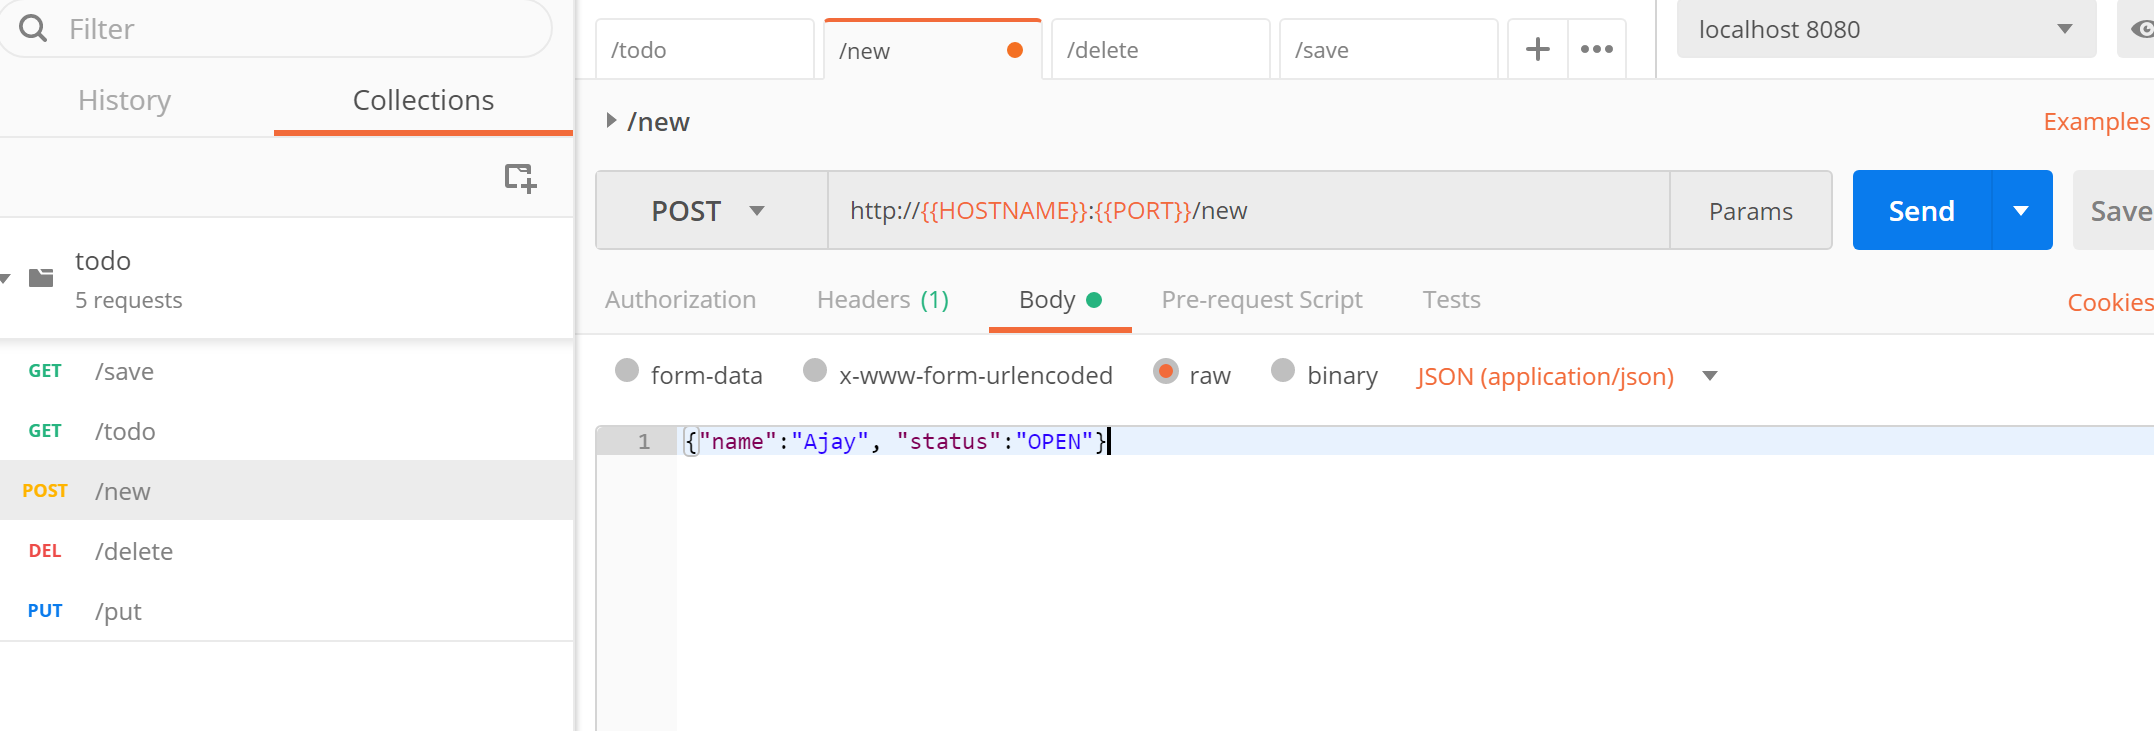 Filter
History Collections
todo
5 requests
GET /save
GET /todo
POST /new
DEL /delete
PUT /put
/todo /new /delete /save localhost 8080
/new Examples
POST http://{{HOSTNAME}}:{{PORT}}/new Params Send Save
Authorization Headers (1) Body Pre-request Script Tests Cookies
form-data x-www-form-urlencoded raw binary JSON (application/json)
1 {"name":"Ajay", "status":"OPEN"}